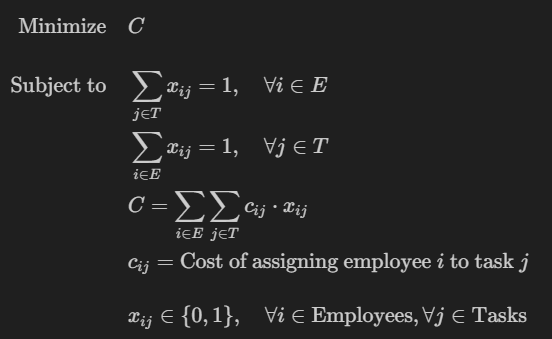 Minimize C
Subject to ∑_{j∈T} x_{ij} = 1, ∀i ∈ E
∑_{i∈E} x_{ij} = 1, ∀j ∈ T
C = ∑_{i∈E} ∑_{j∈T} c_{ij} · x_{ij}
c_{ij} = Cost of assigning employee i to task j
x_{ij} ∈ {0, 1}, ∀i ∈ Employees, ∀j ∈ Tasks